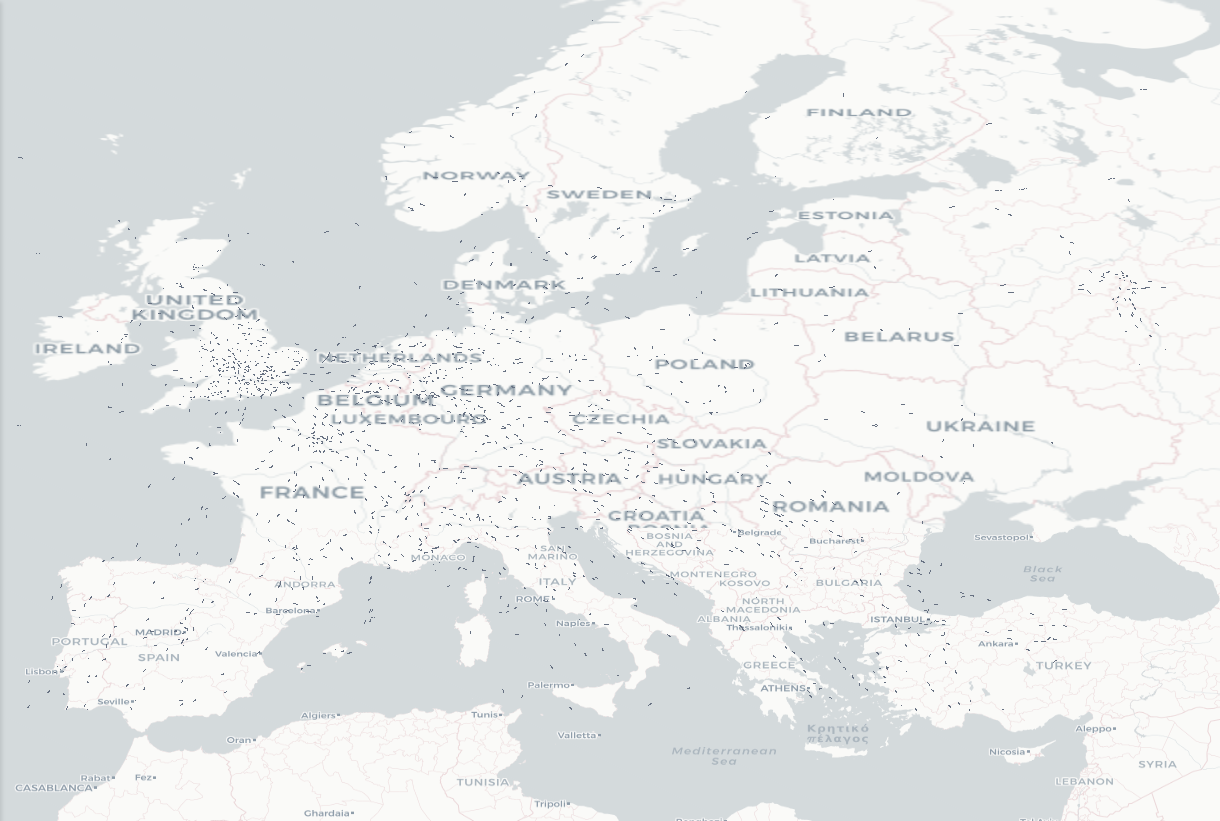 FINLAND
NORWAY
SWEDEN
ESTONIA
LATVIA
DENMARK
LITHUANIA
UNITED
KINGDOM
BELARUS
IRELAND
NETHERLANDS
POLAND
GERMANY
BELGIUM
LUXEMBOURG
CZECHIA
UKRAINE
SLOVAKIA
AUSTRIA
HUNGARY
MOLDOVA
FRANCE
ROMANIA
CROATIA
BOSNIA
BOSNIA
AND
HERZEGOVINA
Belgrade
Bucharest
Sevastopol
SAN
MARINO
MONACO
Black
Sea
MONTENEGRO
KOSOVO
BULGARIA
ANDORRA
ITALY
ROME
NORTH
MACEDONIA
Barcelona
ALBANIA
ISTANBUL
Naples
Thessaloniki
MADRID
PORTUGAL
Ankara
Valencia
SPAIN
GREECE
TURKEY
Lisbon
Palermo
ATHENS
Seville
Algiers
Tunis
Κρητικό
πέλαγος
Aleppo
Valletta
Oran
Mediterranean
Sea
Nicosia
SYRIA
Rabat
Fez
TUNISIA
LEBANON
CASABLANCA
Tripoli
Ghardaia